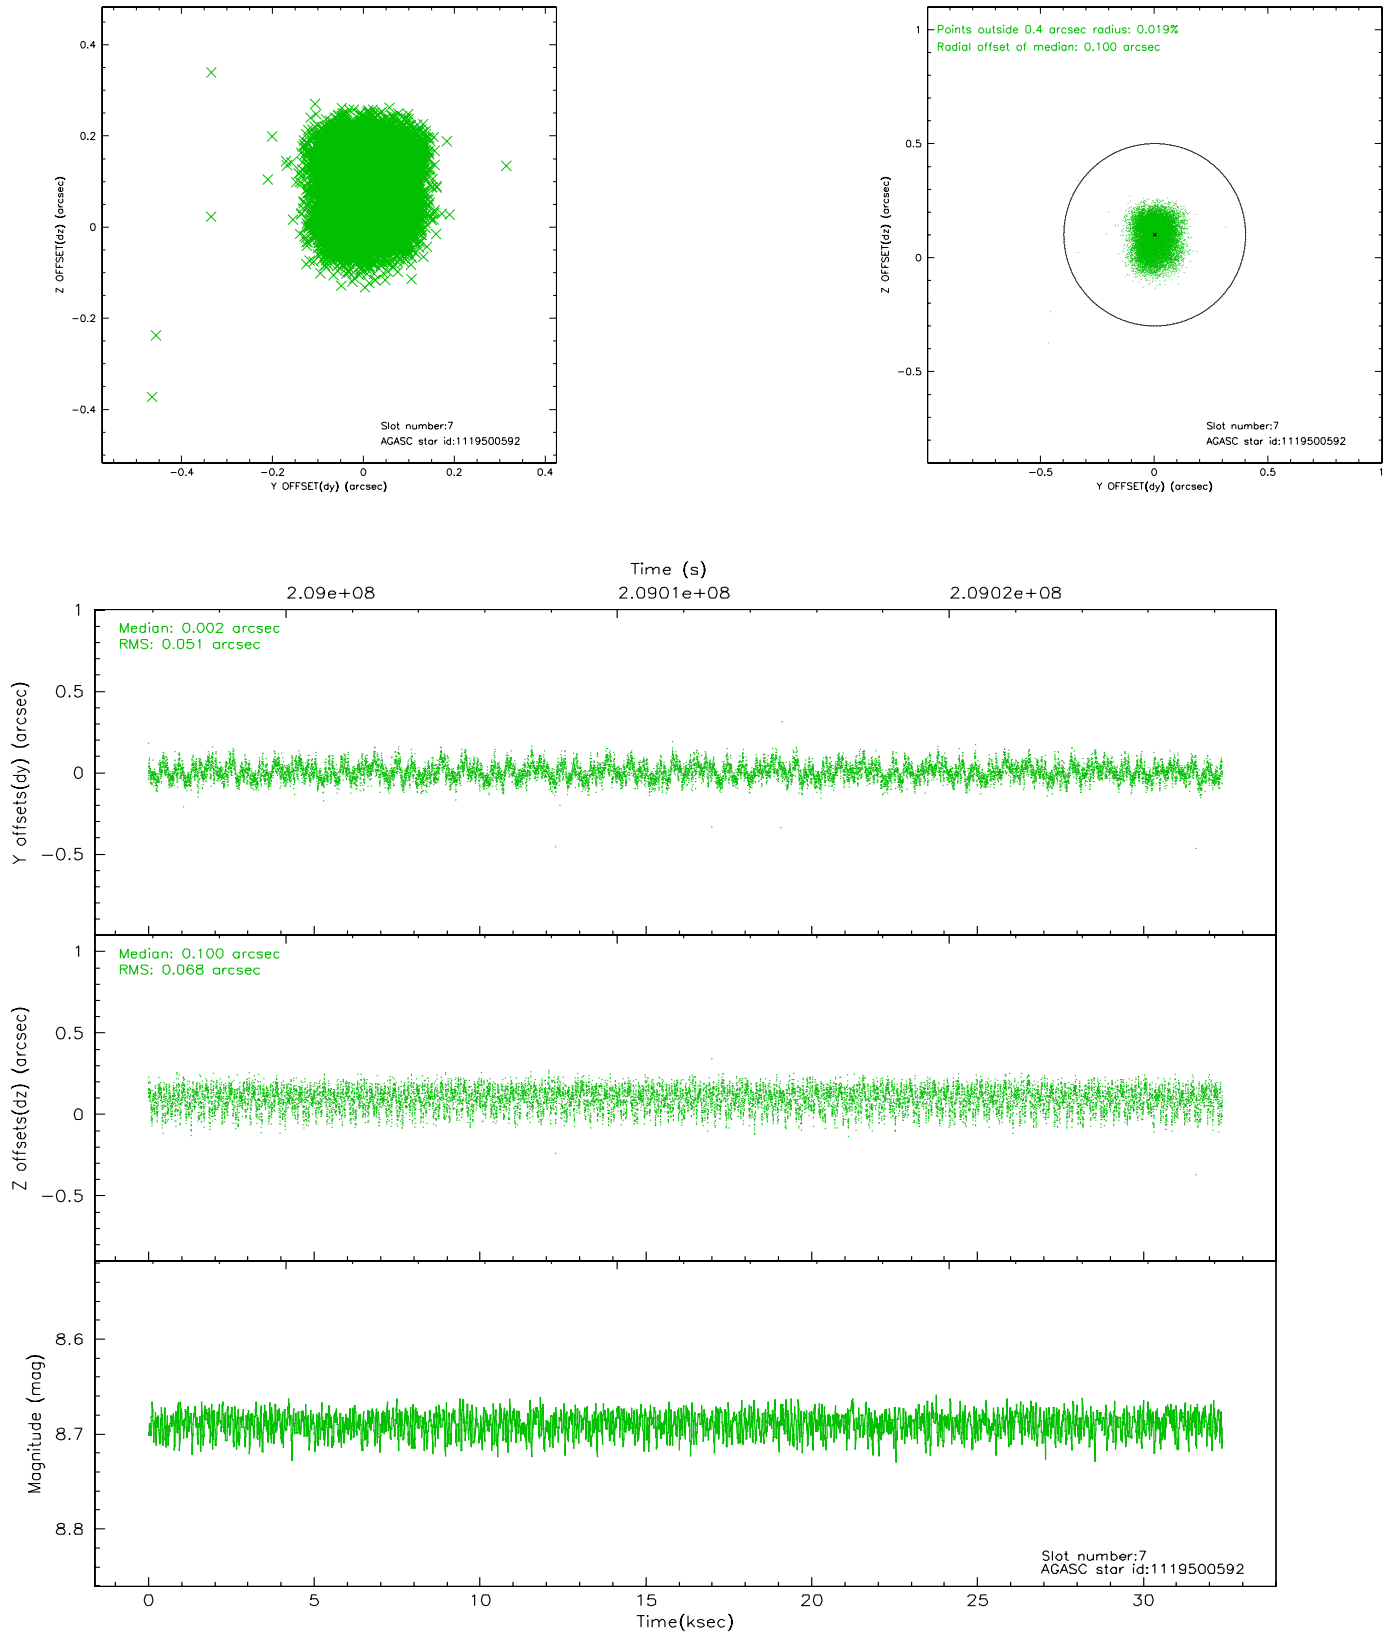 0.4
0.2
0
−0.2
−0.4
Z OFFSET(dz) (arcsec)
Slot number:7
AGASC star id:1119500592
−0.4 −0.2 0 0.2 0.4
Y OFFSET(dy) (arcsec)
Points outside 0.4 arcsec radius: 0.019%
Radial offset of median: 0.100 arcsec
1
0.5
0
−0.5
Z OFFSET(dz) (arcsec)
Slot number:7
AGASC star id:1119500592
−0.5 0 0.5 1
Y OFFSET(dy) (arcsec)
Time (s)
2.09e+08 2.0901e+08 2.0902e+08
Median: 0.002 arcsec
RMS: 0.051 arcsec
1
0.5
0
−0.5
Y offsets(dy) (arcsec)
Median: 0.100 arcsec
RMS: 0.068 arcsec
1
0.5
0
−0.5
Z offsets(dz) (arcsec)
8.6
8.7
8.8
Magnitude (mag)
Slot number:7
AGASC star id:1119500592
0 5 10 15 20 25 30
Time(ksec)